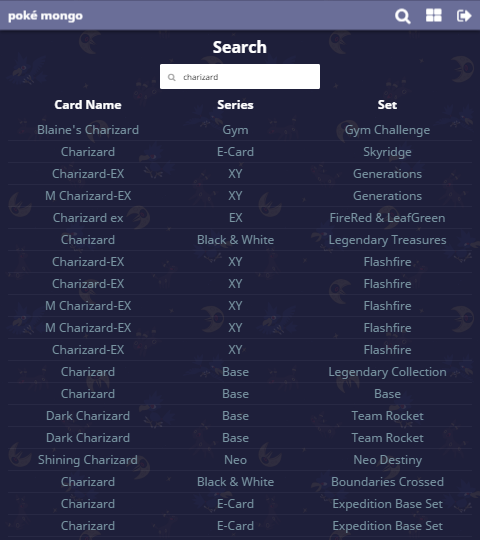 poké mongo
Search
charizard
Card Name Series Set
Blaine's Charizard Gym Gym Challenge
Charizard E-Card Skyridge
Charizard-EX XY Generations
M Charizard-EX XY Generations
Charizard ex EX FireRed & LeafGreen
Charizard Black & White Legendary Treasures
Charizard-EX XY Flashfire
Charizard-EX XY Flashfire
M Charizard-EX XY Flashfire
M Charizard-EX XY Flashfire
Charizard-EX XY Flashfire
Charizard Base Legendary Collection
Charizard Base Base
Dark Charizard Base Team Rocket
Dark Charizard Base Team Rocket
Shining Charizard Neo Neo Destiny
Charizard Black & White Boundaries Crossed
Charizard E-Card Expedition Base Set
Charizard E-Card Expedition Base Set